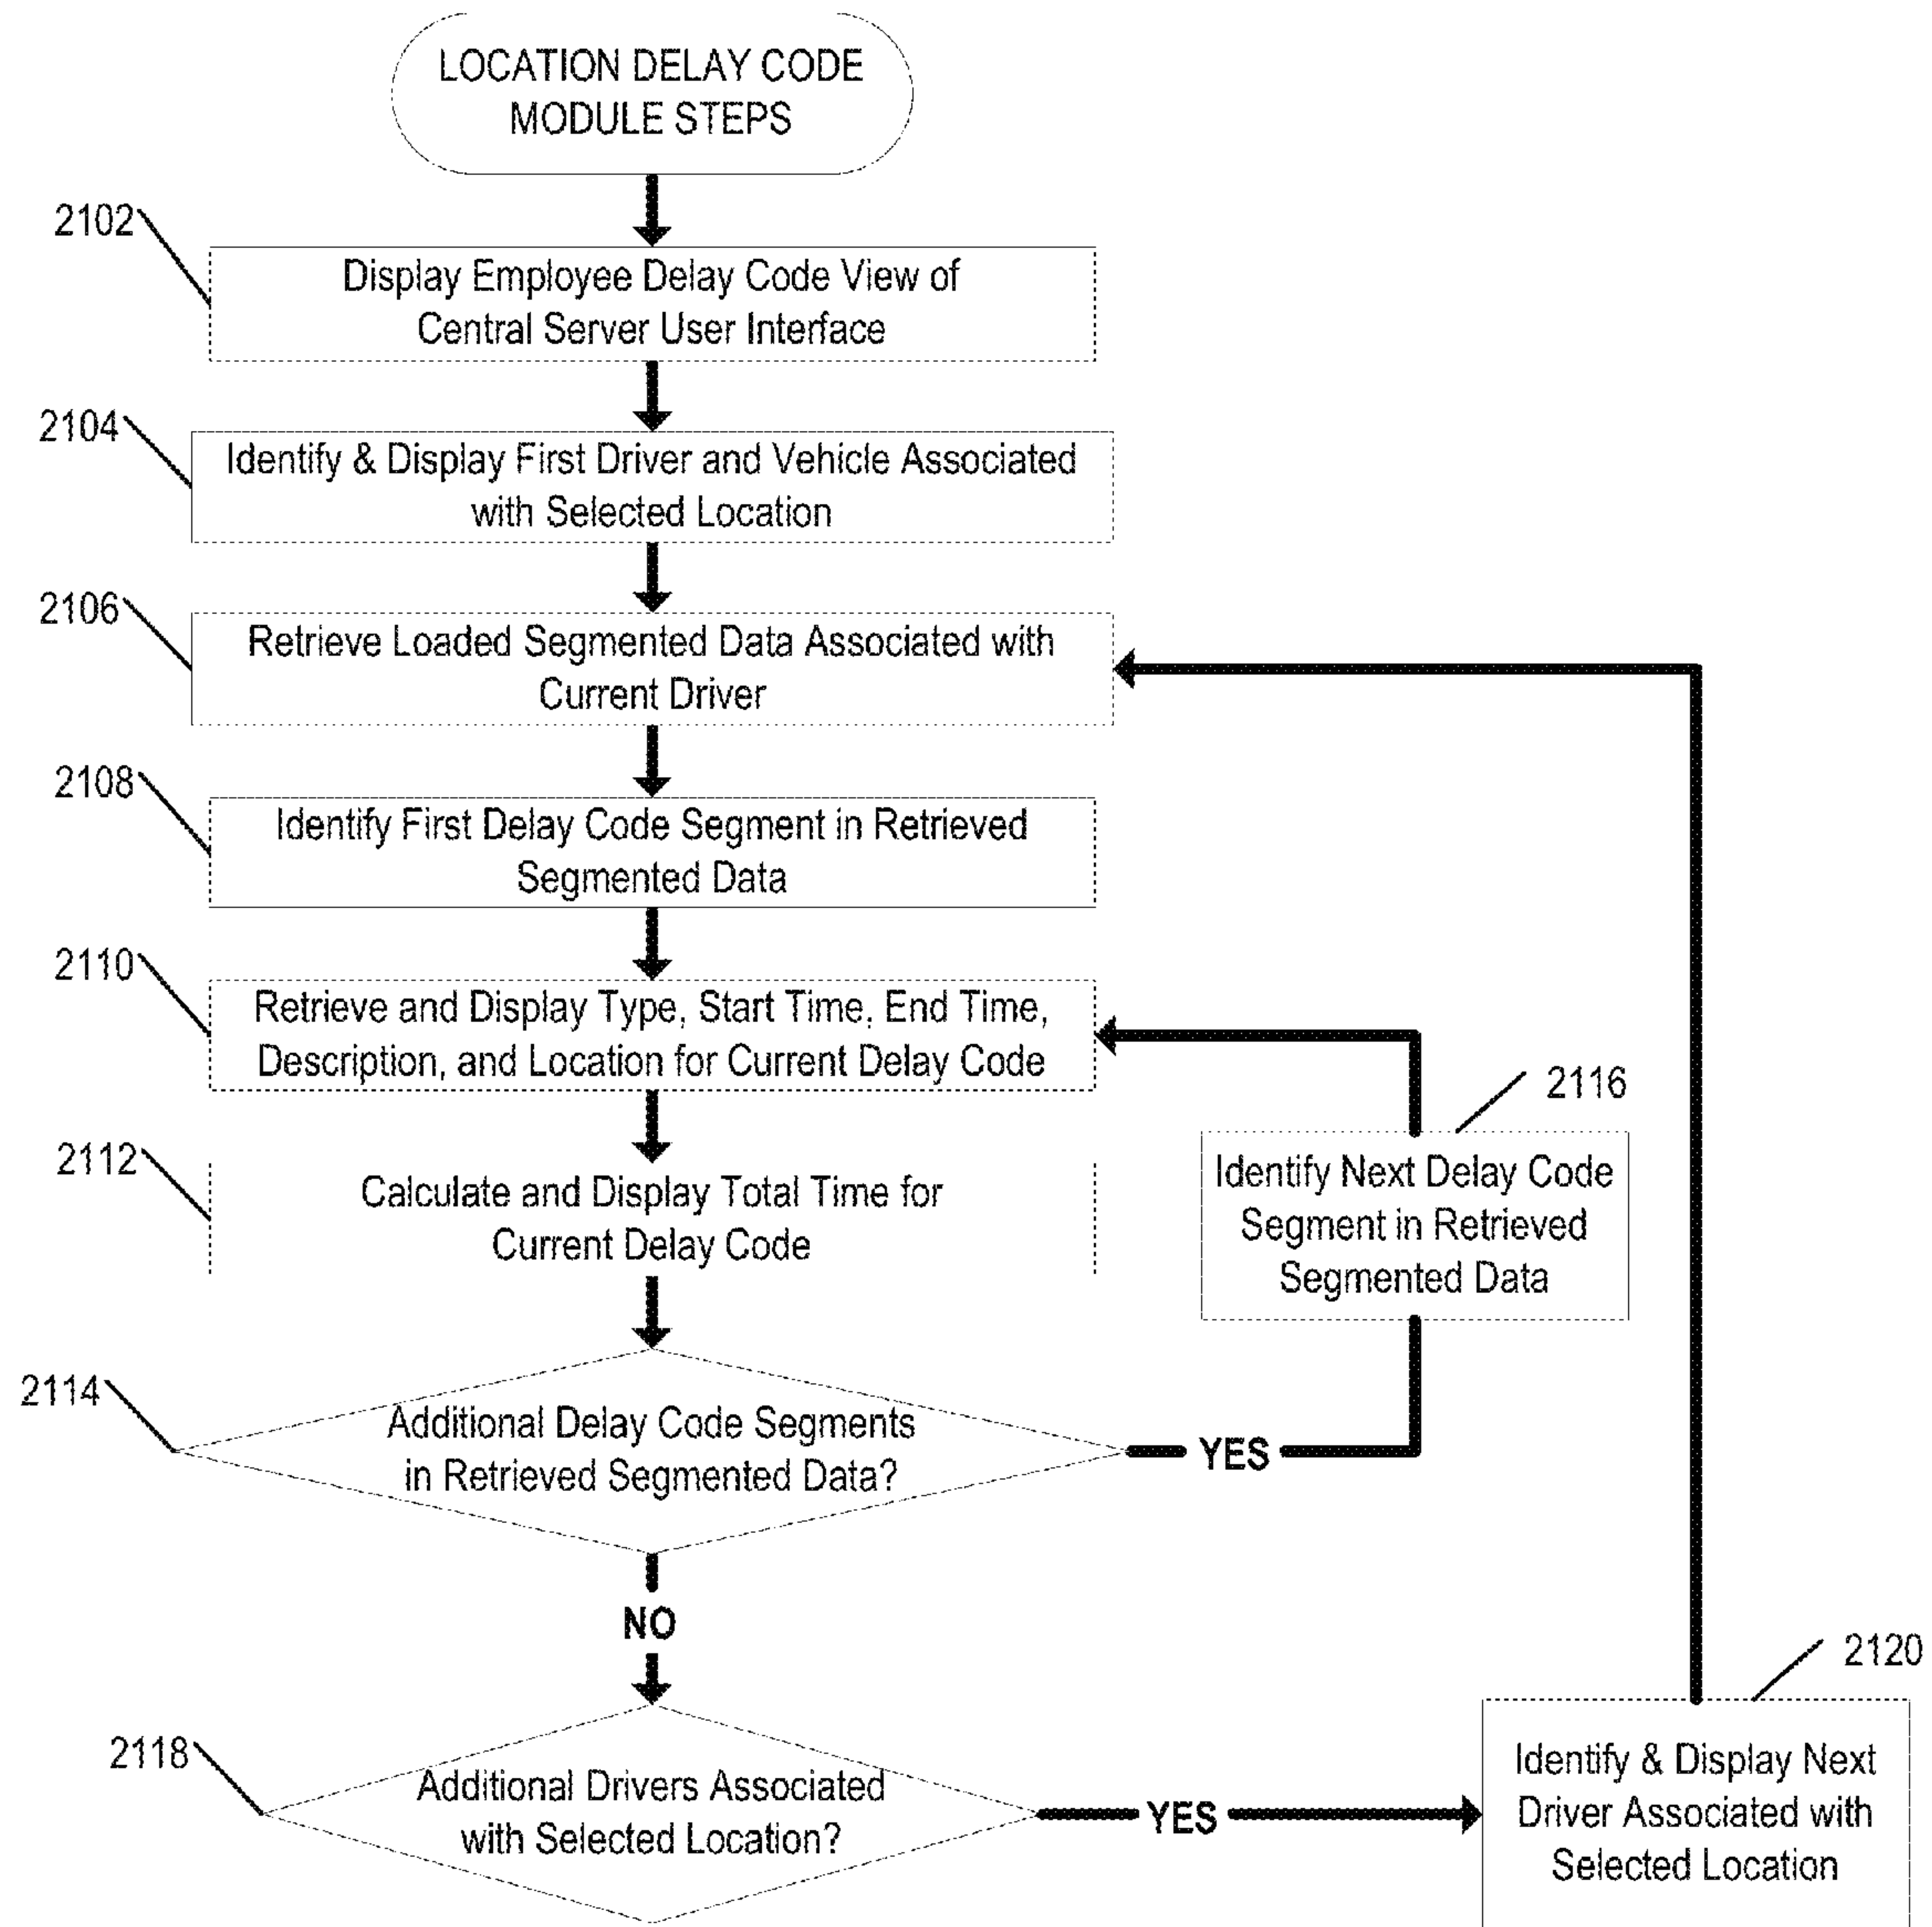 LOCATION DELAY CODE
MODULE STEPS
2102
Display Employee Delay Code View of
Central Server User Interface
2104
Identify & Display First Driver and Vehicle Associated
with Selected Location
2106
Retrieve Loaded Segmented Data Associated with
Current Driver
2108
Identify First Delay Code Segment in Retrieved
Segmented Data
2110
Retrieve and Display Type, Start Time, End Time,
Description, and Location for Current Delay Code
2112
Calculate and Display Total Time for
Current Delay Code
2116
Identify Next Delay Code
Segment in Retrieved
Segmented Data
2114
Additional Delay Code Segments
in Retrieved Segmented Data?
YES
NO
2118
Additional Drivers Associated
with Selected Location?
YES
2120
Identify & Display Next
Driver Associated with
Selected Location